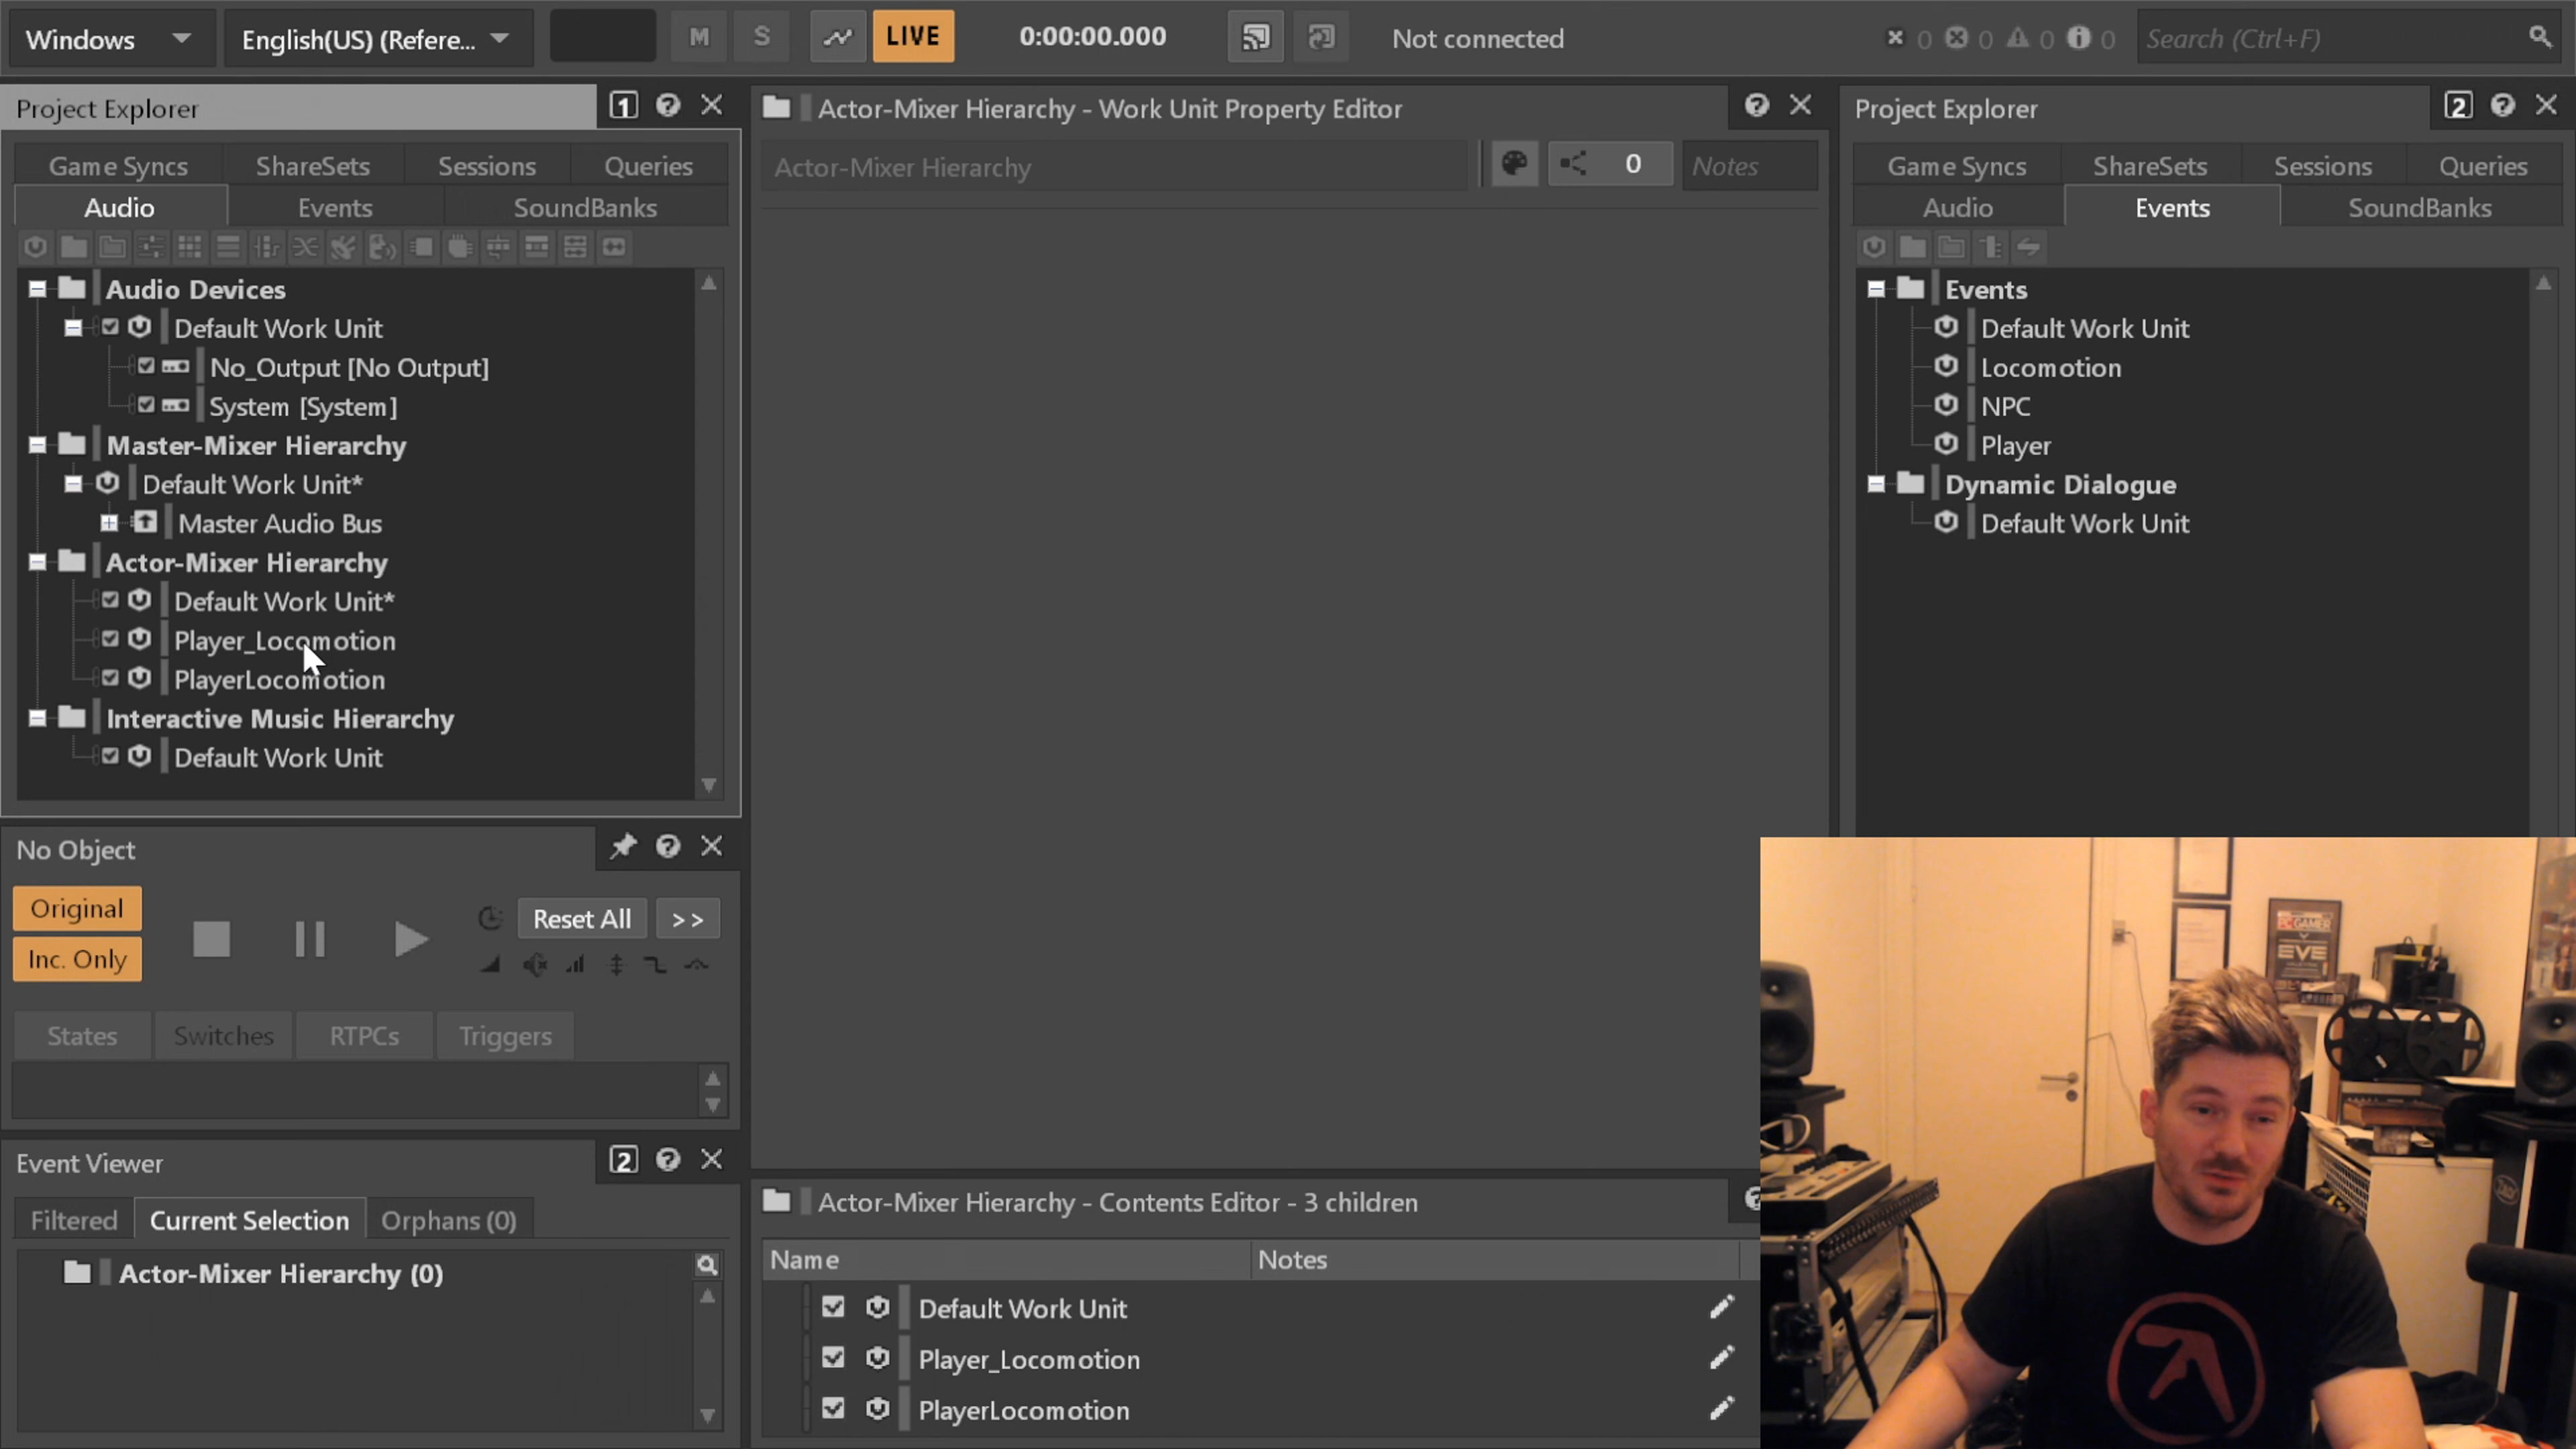 Windows
English(US) (Refere...
M
S
LIVE
0:00:00.000
Not connected
0
0
0
0
Search (Ctrl+F)
Project Explorer
1
Game Syncs
ShareSets
Sessions
Queries
Audio
Events
SoundBanks
Audio Devices
Default Work Unit
No_Output [No Output]
System [System]
Master-Mixer Hierarchy
Default Work Unit*
Master Audio Bus
Actor-Mixer Hierarchy
Default Work Unit*
Player_Locomotion
PlayerLocomotion
Interactive Music Hierarchy
Default Work Unit
No Object
Original
Inc. Only
Reset All
>>
States
Switches
RTPCs
Triggers
Event Viewer
2
Filtered
Current Selection
Orphans (0)
Actor-Mixer Hierarchy (0)
Actor-Mixer Hierarchy - Work Unit Property Editor
Actor-Mixer Hierarchy
0
Notes
Actor-Mixer Hierarchy - Contents Editor - 3 children
Name
Notes
Default Work Unit
Player_Locomotion
PlayerLocomotion
Project Explorer
2
Game Syncs
ShareSets
Sessions
Queries
Audio
Events
SoundBanks
Events
Default Work Unit
Locomotion
NPC
Player
Dynamic Dialogue
Default Work Unit
PC GAMER
EVE